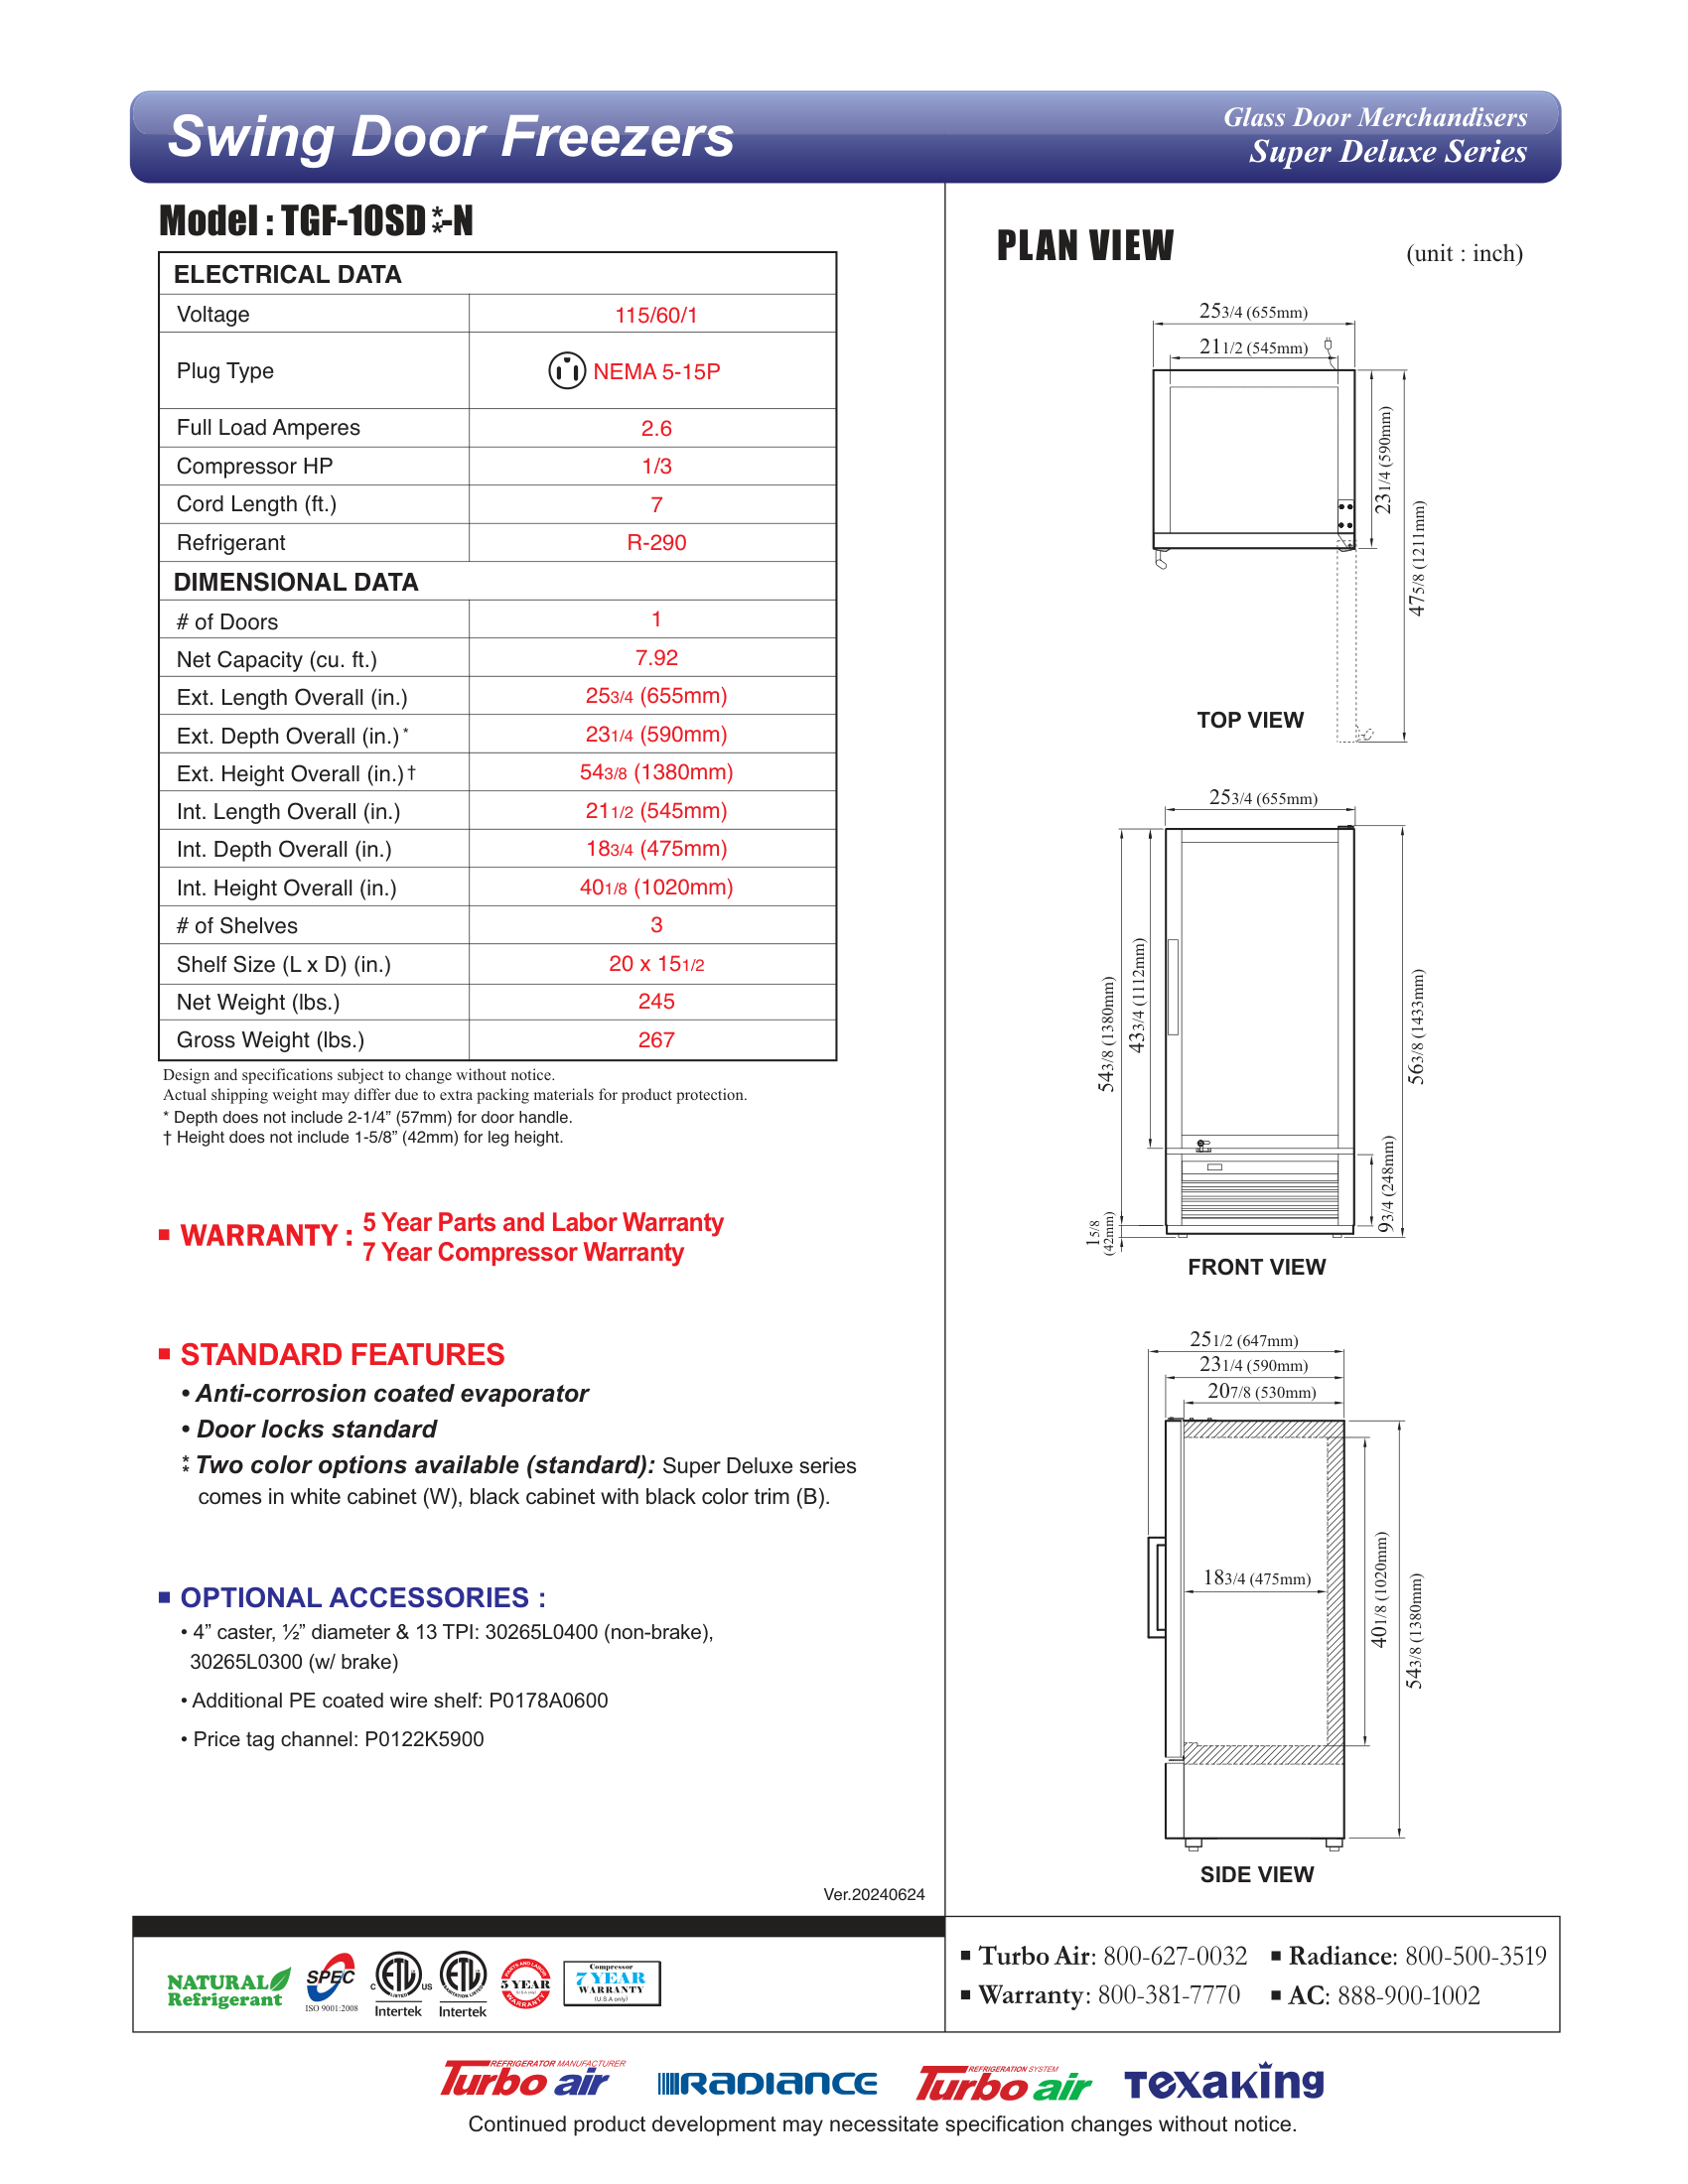 Swing Door Freezers
Glass Door Merchandisers
Super Deluxe Series
Model : TGF-10SD**-N
ELECTRICAL DATA
Voltage 115/60/1
Plug Type NEMA 5-15P
Full Load Amperes 2.6
Compressor HP 1/3
Cord Length (ft.) 7
Refrigerant R-290
DIMENSIONAL DATA
# of Doors 1
Net Capacity (cu. ft.) 7.92
Ext. Length Overall (in.) 25 3/4 (655mm)
Ext. Depth Overall (in.)* 23 1/4 (590mm)
Ext. Height Overall (in.)† 54 3/8 (1380mm)
Int. Length Overall (in.) 21 1/2 (545mm)
Int. Depth Overall (in.) 18 3/4 (475mm)
Int. Height Overall (in.) 40 1/8 (1020mm)
# of Shelves 3
Shelf Size (L x D) (in.) 20 x 15 1/2
Net Weight (lbs.) 245
Gross Weight (lbs.) 267
Design and specifications subject to change without notice.
Actual shipping weight may differ due to extra packing materials for product protection.
* Depth does not include 2-1/4” (57mm) for door handle.
† Height does not include 1-5/8” (42mm) for leg height.
WARRANTY :
5 Year Parts and Labor Warranty
7 Year Compressor Warranty
STANDARD FEATURES
• Anti-corrosion coated evaporator
• Door locks standard
** Two color options available (standard): Super Deluxe series
comes in white cabinet (W), black cabinet with black color trim (B).
OPTIONAL ACCESSORIES :
• 4” caster, ½” diameter & 13 TPI: 30265L0400 (non-brake),
30265L0300 (w/ brake)
• Additional PE coated wire shelf: P0178A0600
• Price tag channel: P0122K5900
Ver.20240624
PLAN VIEW
(unit : inch)
25 3/4 (655mm)
21 1/2 (545mm)
23 1/4 (590mm)
47 5/8 (1211mm)
TOP VIEW
25 3/4 (655mm)
54 3/8 (1380mm)
43 3/4 (1112mm)
56 3/8 (1433mm)
9 3/4 (248mm)
1 5/8
(42mm)
FRONT VIEW
25 1/2 (647mm)
23 1/4 (590mm)
20 7/8 (530mm)
18 3/4 (475mm)
40 1/8 (1020mm)
54 3/8 (1380mm)
SIDE VIEW
NATURAL
Refrigerant
SPEC
ISO 9001:2008
C ETL US
LISTED
Intertek
ETL
SANITATION LISTED
Intertek
PARTS AND LABOR
5 YEAR
(U.S.A only)
WARRANTY
Compressor
7 YEAR
WARRANTY
(U.S.A only)
Turbo Air: 800-627-0032
Radiance: 800-500-3519
Warranty: 800-381-7770
AC: 888-900-1002
REFRIGERATOR MANUFACTURER
Turbo air
RADIANCE
REFRIGERATION SYSTEM
Turbo air
Texaking
Continued product development may necessitate specification changes without notice.